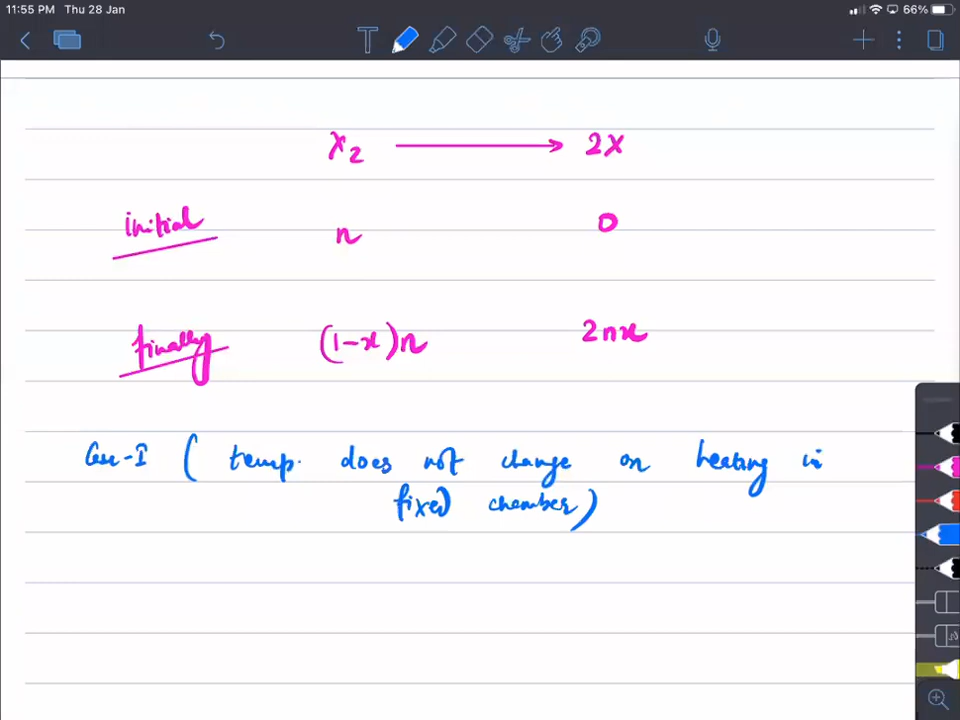 11:55 PM Thu 28 Jan 66%
T
X₂ ⟶ 2X
initial n 0
finally (1-x)n 2nx
Case-I ( temp. does not change on heating in
fixed chamber)